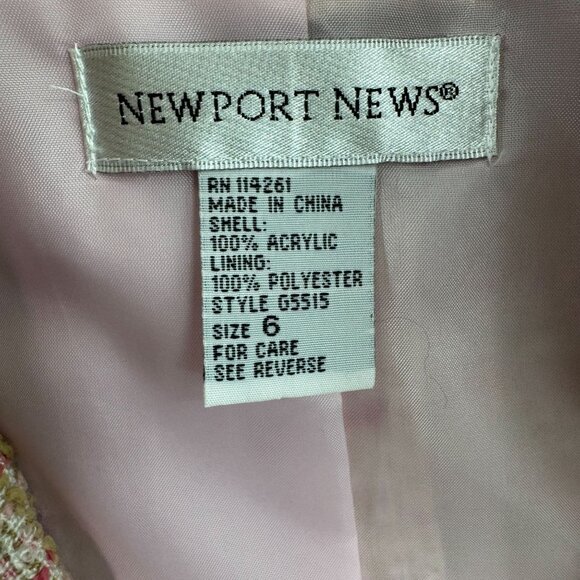 NEWPORT NEWS®
RN 114261
MADE IN CHINA
SHELL:
100% ACRYLIC
LINING:
100% POLYESTER
STYLE G5515
SIZE 6
FOR CARE
SEE REVERSE